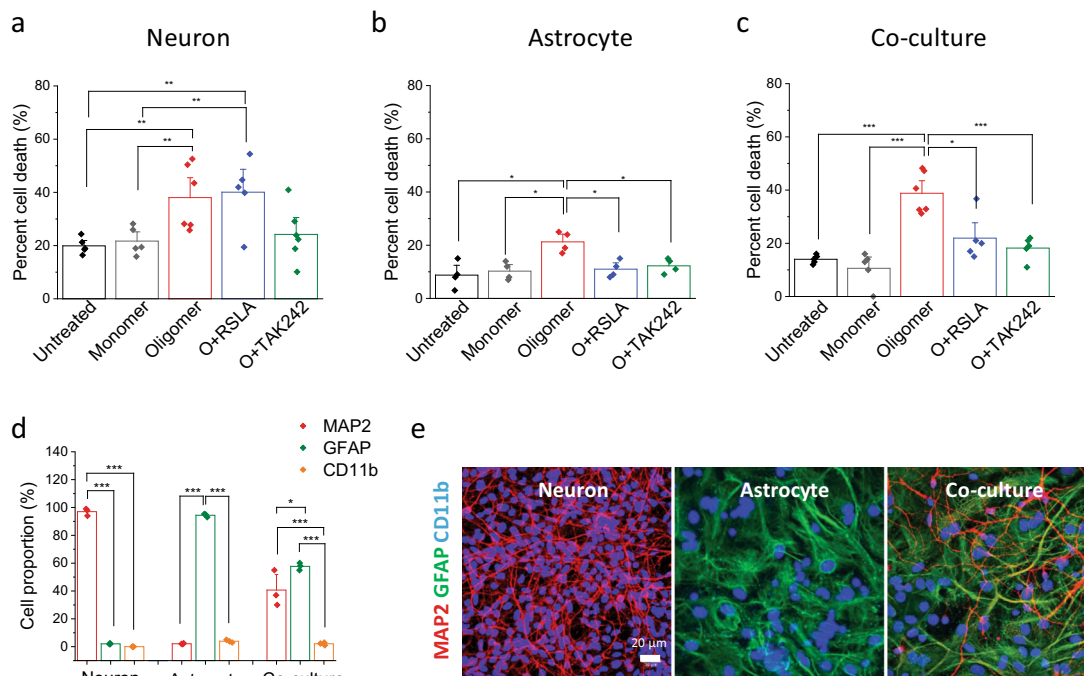 a
Neuron
b
Astrocyte
c
Co-culture
Percent cell death (%)
80
60
40
20
0
**
**
**
**
Untreated
Monomer
Oligomer
O+RSLA
O+TAK242
Percent cell death (%)
80
60
40
20
0
*
*
*
*
Untreated
Monomer
Oligomer
O+RSLA
O+TAK242
Percent cell death (%)
80
60
40
20
0
***
***
***
*
Untreated
Monomer
Oligomer
O+RSLA
O+TAK242
d
MAP2
GFAP
CD11b
Cell proportion (%)
140
120
100
80
60
40
20
0
***
***
***
***
*
***
***
Neuron
Co-culture
e
MAP2 GFAP CD11b
Neuron
Astrocyte
Co-culture
20 μm